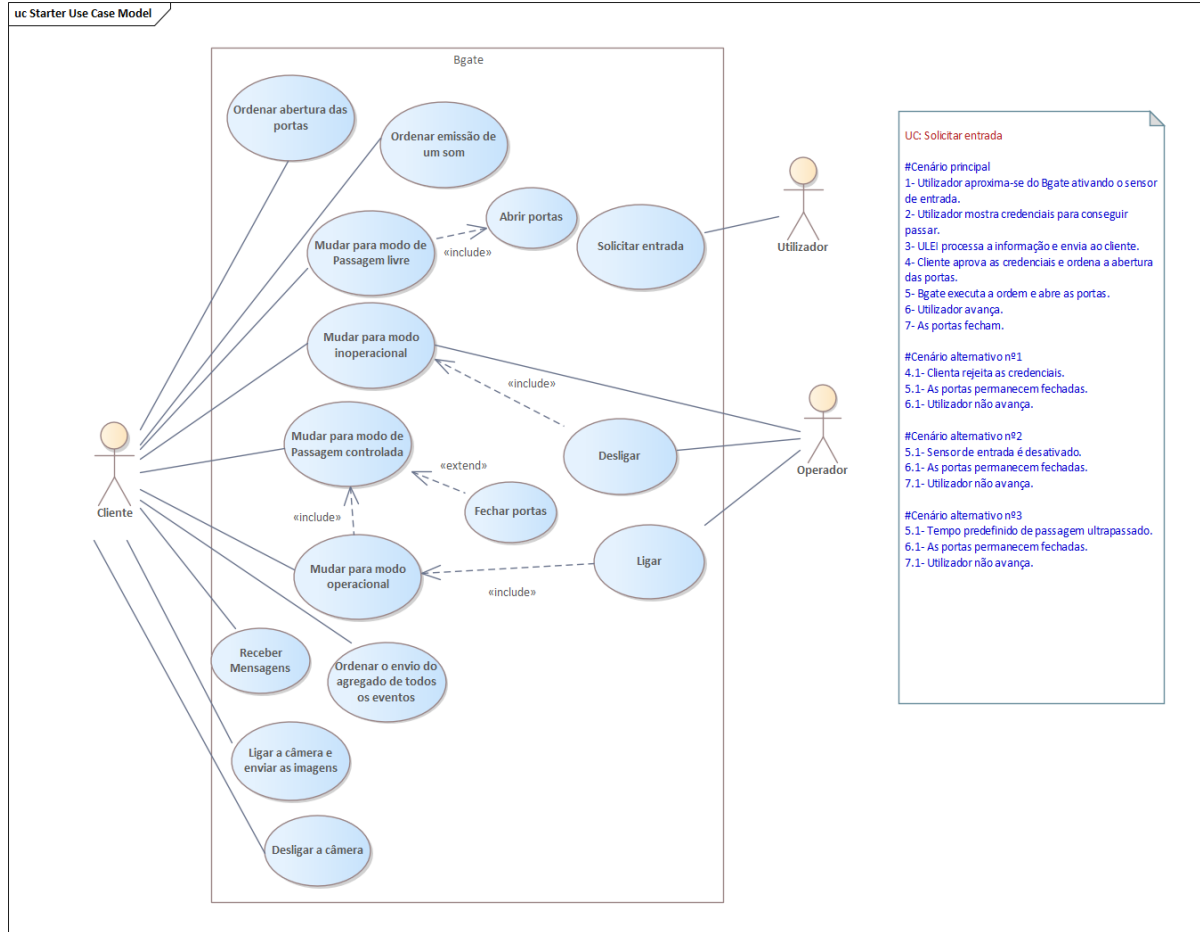 uc Starter Use Case Model
Bgate
Ordenar abertura das
portas
Ordenar emissão de
um som
Abrir portas
Mudar para modo de
Passagem livre
«include»
Solicitar entrada
Utilizador
Mudar para modo
inoperacional
«include»
Mudar para modo de
Passagem controlada
Desligar
Operador
«extend»
Fechar portas
Cliente
«include»
Mudar para modo
operacional
Ligar
«include»
Receber
Mensagens
Ordenar o envio do
agregado de todos
os eventos
Ligar a câmera e
enviar as imagens
Desligar a câmera
UC: Solicitar entrada
#Cenário principal
1- Utilizador aproxima-se do Bgate ativando o sensor
de entrada.
2- Utilizador mostra credenciais para conseguir
passar.
3- ULEI processa a informação e envia ao cliente.
4- Cliente aprova as credenciais e ordena a abertura
das portas.
5- Bgate executa a ordem e abre as portas.
6- Utilizador avança.
7- As portas fecham.
#Cenário alternativo nº1
4.1- Clienta rejeita as credenciais.
5.1- As portas permanecem fechadas.
6.1- Utilizador não avança.
#Cenário alternativo nº2
5.1- Sensor de entrada é desativado.
6.1- As portas permanecem fechadas.
7.1- Utilizador não avança.
#Cenário alternativo nº3
5.1- Tempo predefinido de passagem ultrapassado.
6.1- As portas permanecem fechadas.
7.1- Utilizador não avança.